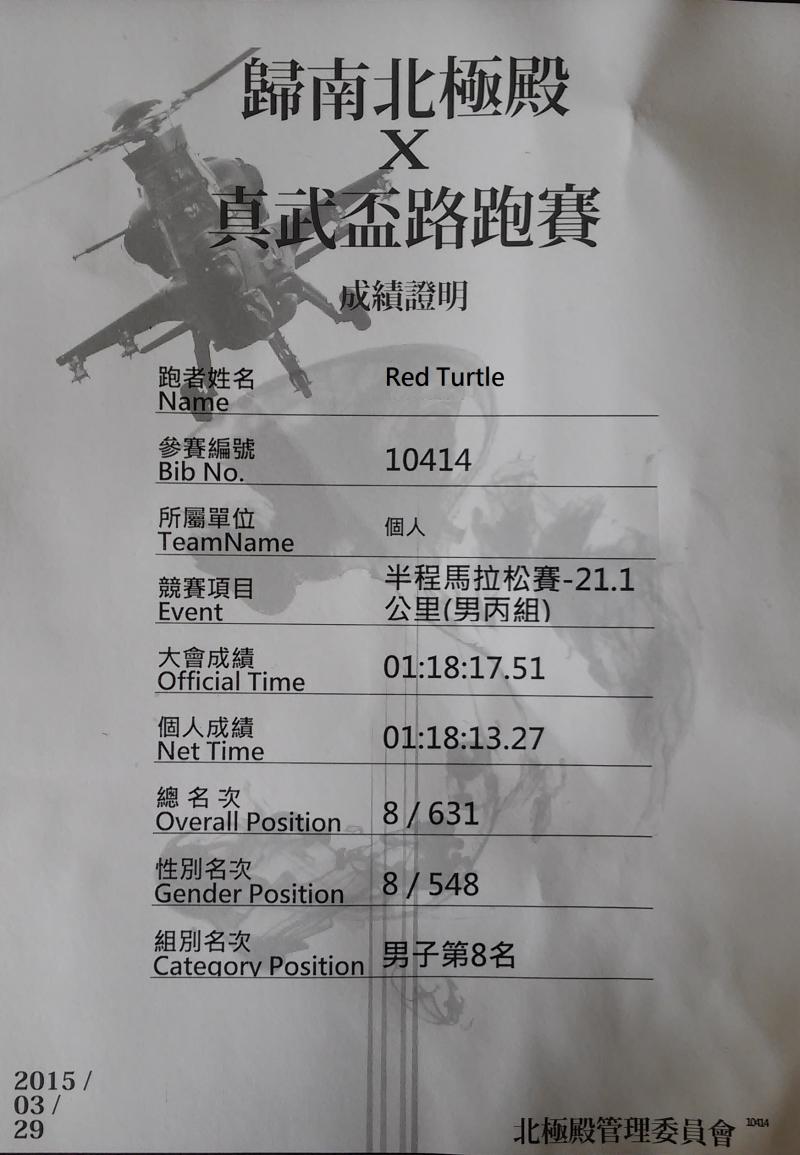 歸南北極殿
X
真武盃路跑賽
成績證明
跑者姓名 Red Turtle
Name
參賽編號
Bib No. 10414
所屬單位 個人
TeamName
競賽項目 半程馬拉松賽-21.1
Event 公里(男丙組)
大會成績 01:18:17.51
Official Time
個人成績 01:18:13.27
Net Time
總名次 8 / 631
Overall Position
性別名次 8 / 548
Gender Position
組別名次 男子第8名
Category Position
2015 /
03 /
29
北極殿管理委員會 10414